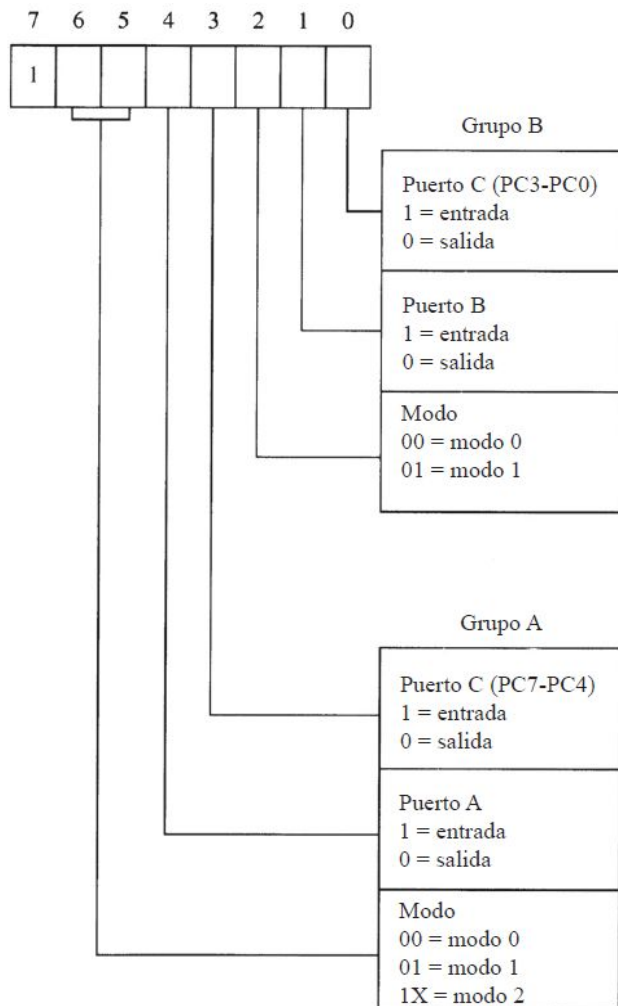 7 6 5 4 3 2 1 0
1
Grupo B
Puerto C (PC3-PC0)
1 = entrada
0 = salida
Puerto B
1 = entrada
0 = salida
Modo
00 = modo 0
01 = modo 1
Grupo A
Puerto C (PC7-PC4)
1 = entrada
0 = salida
Puerto A
1 = entrada
0 = salida
Modo
00 = modo 0
01 = modo 1
1X = modo 2